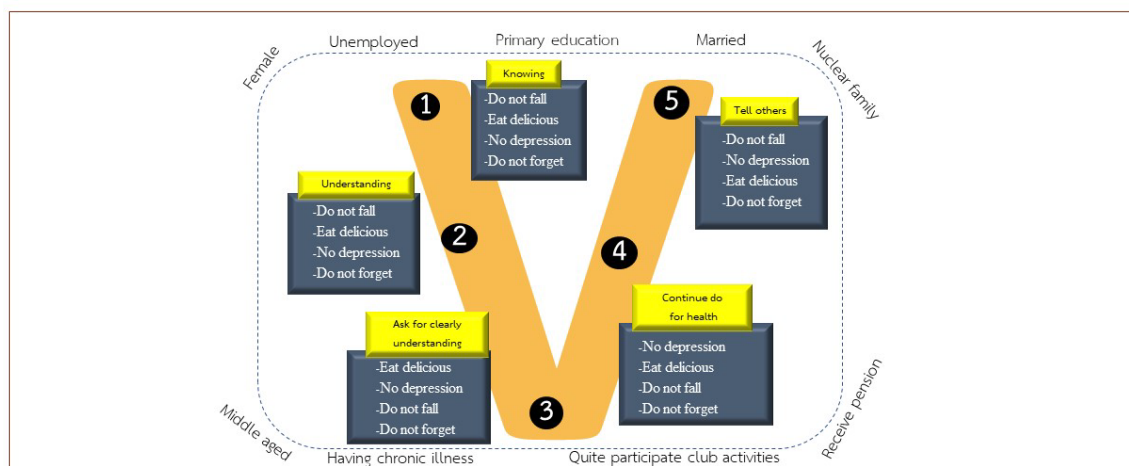 Unemployed
Primary education
Married
Female
Nuclear family
1
Knowing
-Do not fall
-Eat delicious
-No depression
-Do not forget
5
Tell others
-Do not fall
-No depression
-Eat delicious
-Do not forget
Understanding
-Do not fall
-Eat delicious
-No depression
-Do not forget
2
4
Ask for clearly
understanding
-Eat delicious
-No depression
-Do not fall
-Do not forget
3
Continue do
for health
-No depression
-Eat delicious
-Do not fall
-Do not forget
Middle aged
Having chronic illness
Quite participate club activities
Receive pension